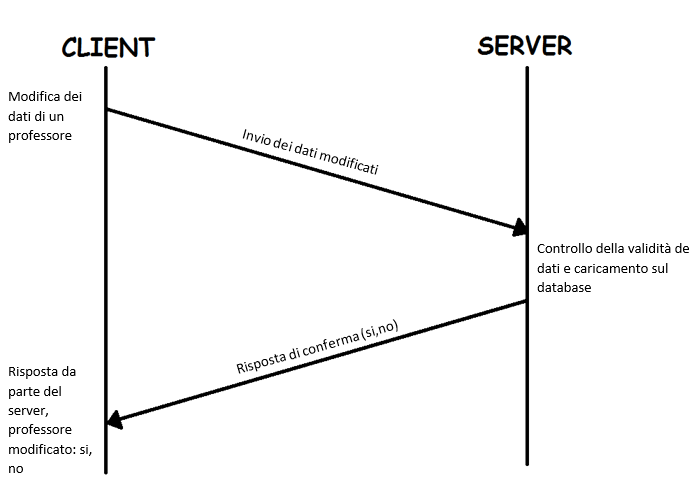 CLIENT
SERVER
Modifica dei
dati di un
professore
Invio dei dati modificati
Controllo della validità de
dati e caricamento sul
database
Risposta di conferma (si,no)
Risposta da
parte del
server,
professore
modificato: si,
no